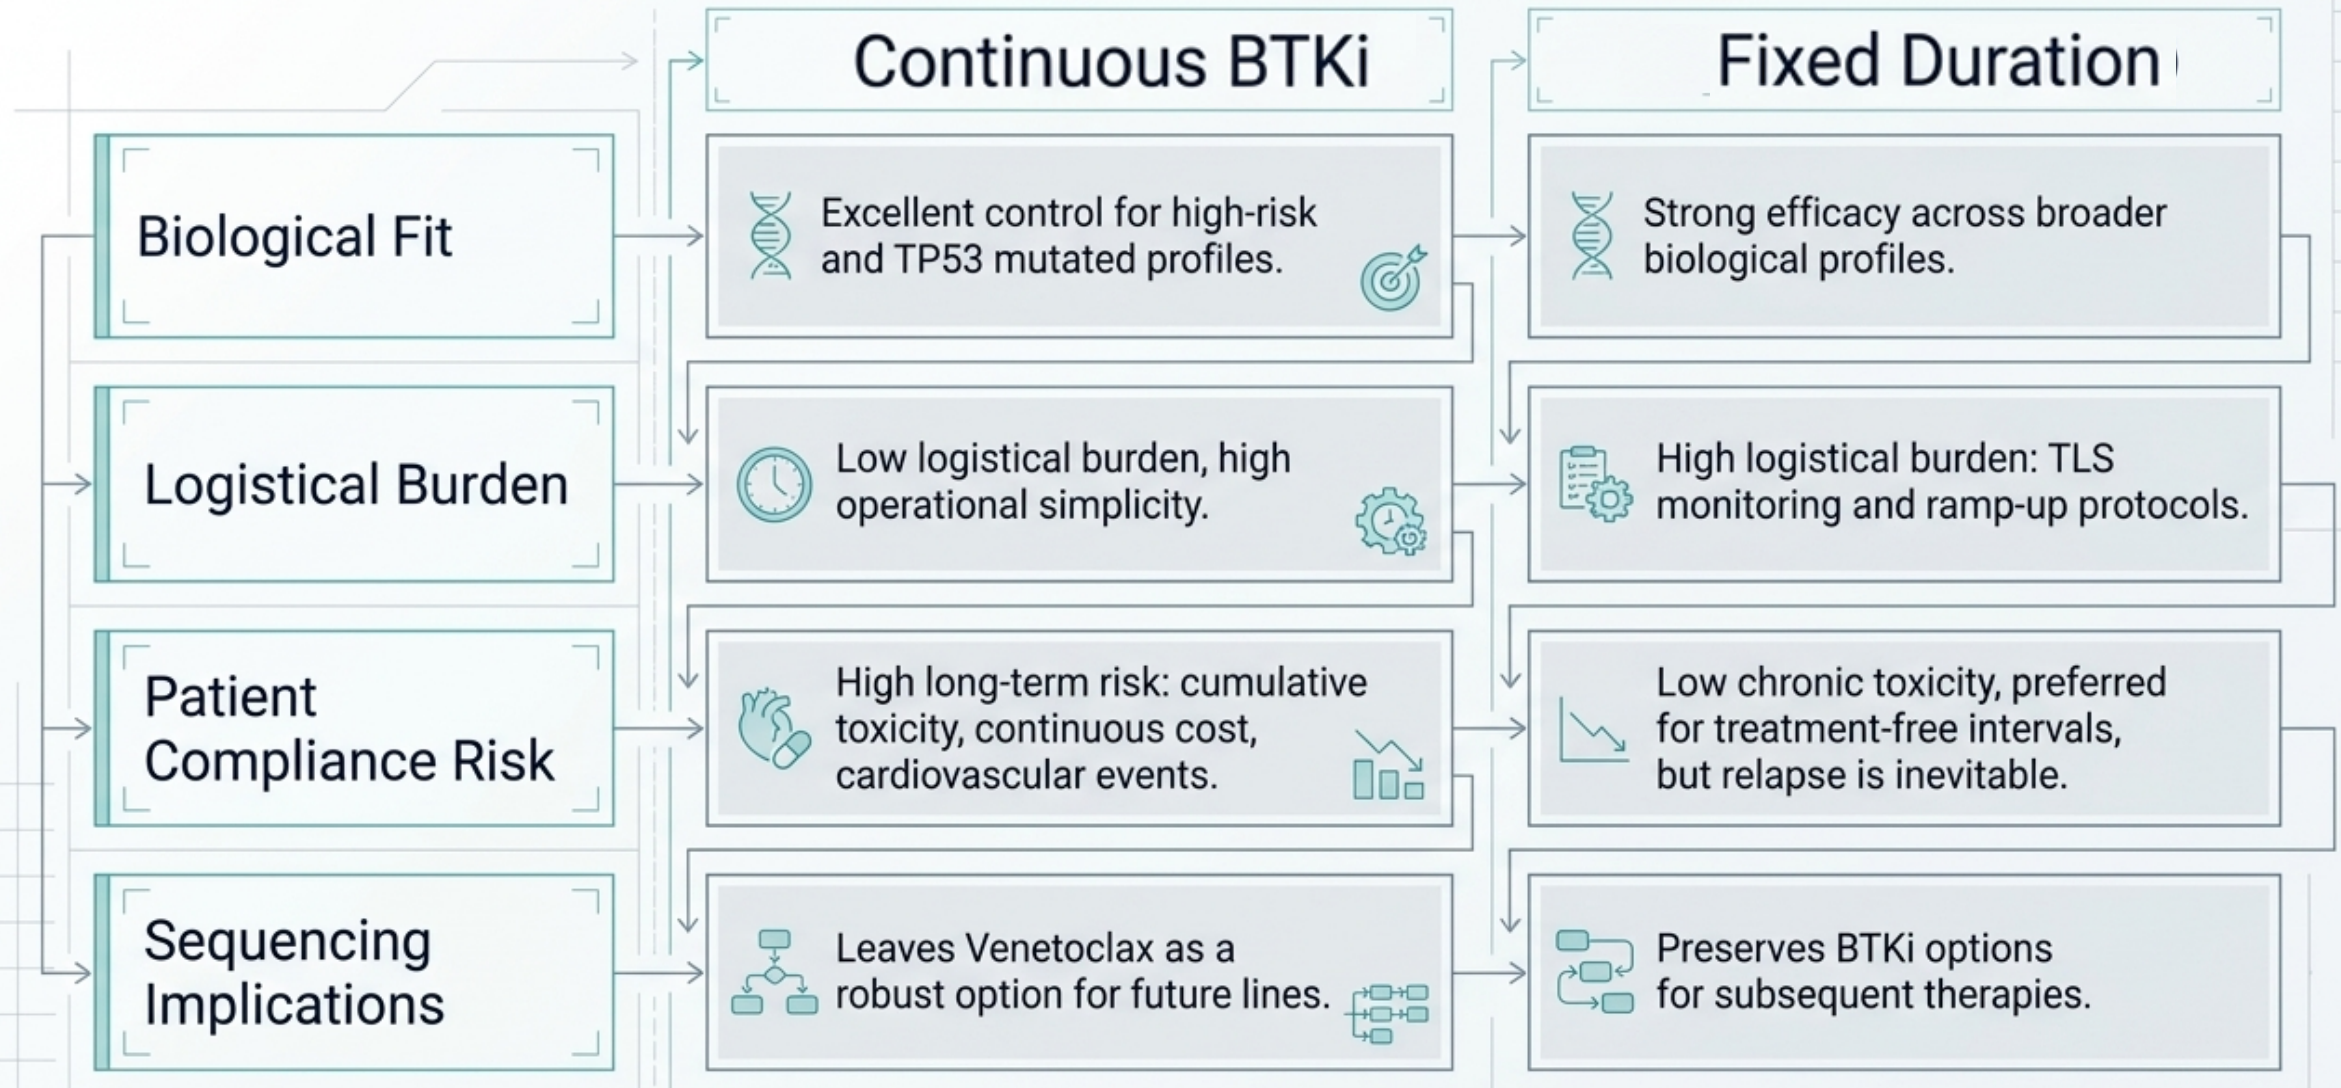 Continuous BTKi
Fixed Duration
Biological Fit
Excellent control for high-risk
and TP53 mutated profiles.
Strong efficacy across broader
biological profiles.
Logistical Burden
Low logistical burden, high
operational simplicity.
High logistical burden: TLS
monitoring and ramp-up protocols.
Patient
Compliance Risk
High long-term risk: cumulative
toxicity, continuous cost,
cardiovascular events.
Low chronic toxicity, preferred
for treatment-free intervals,
but relapse is inevitable.
Sequencing
Implications
Leaves Venetoclax as a
robust option for future lines.
Preserves BTKi options
for subsequent therapies.